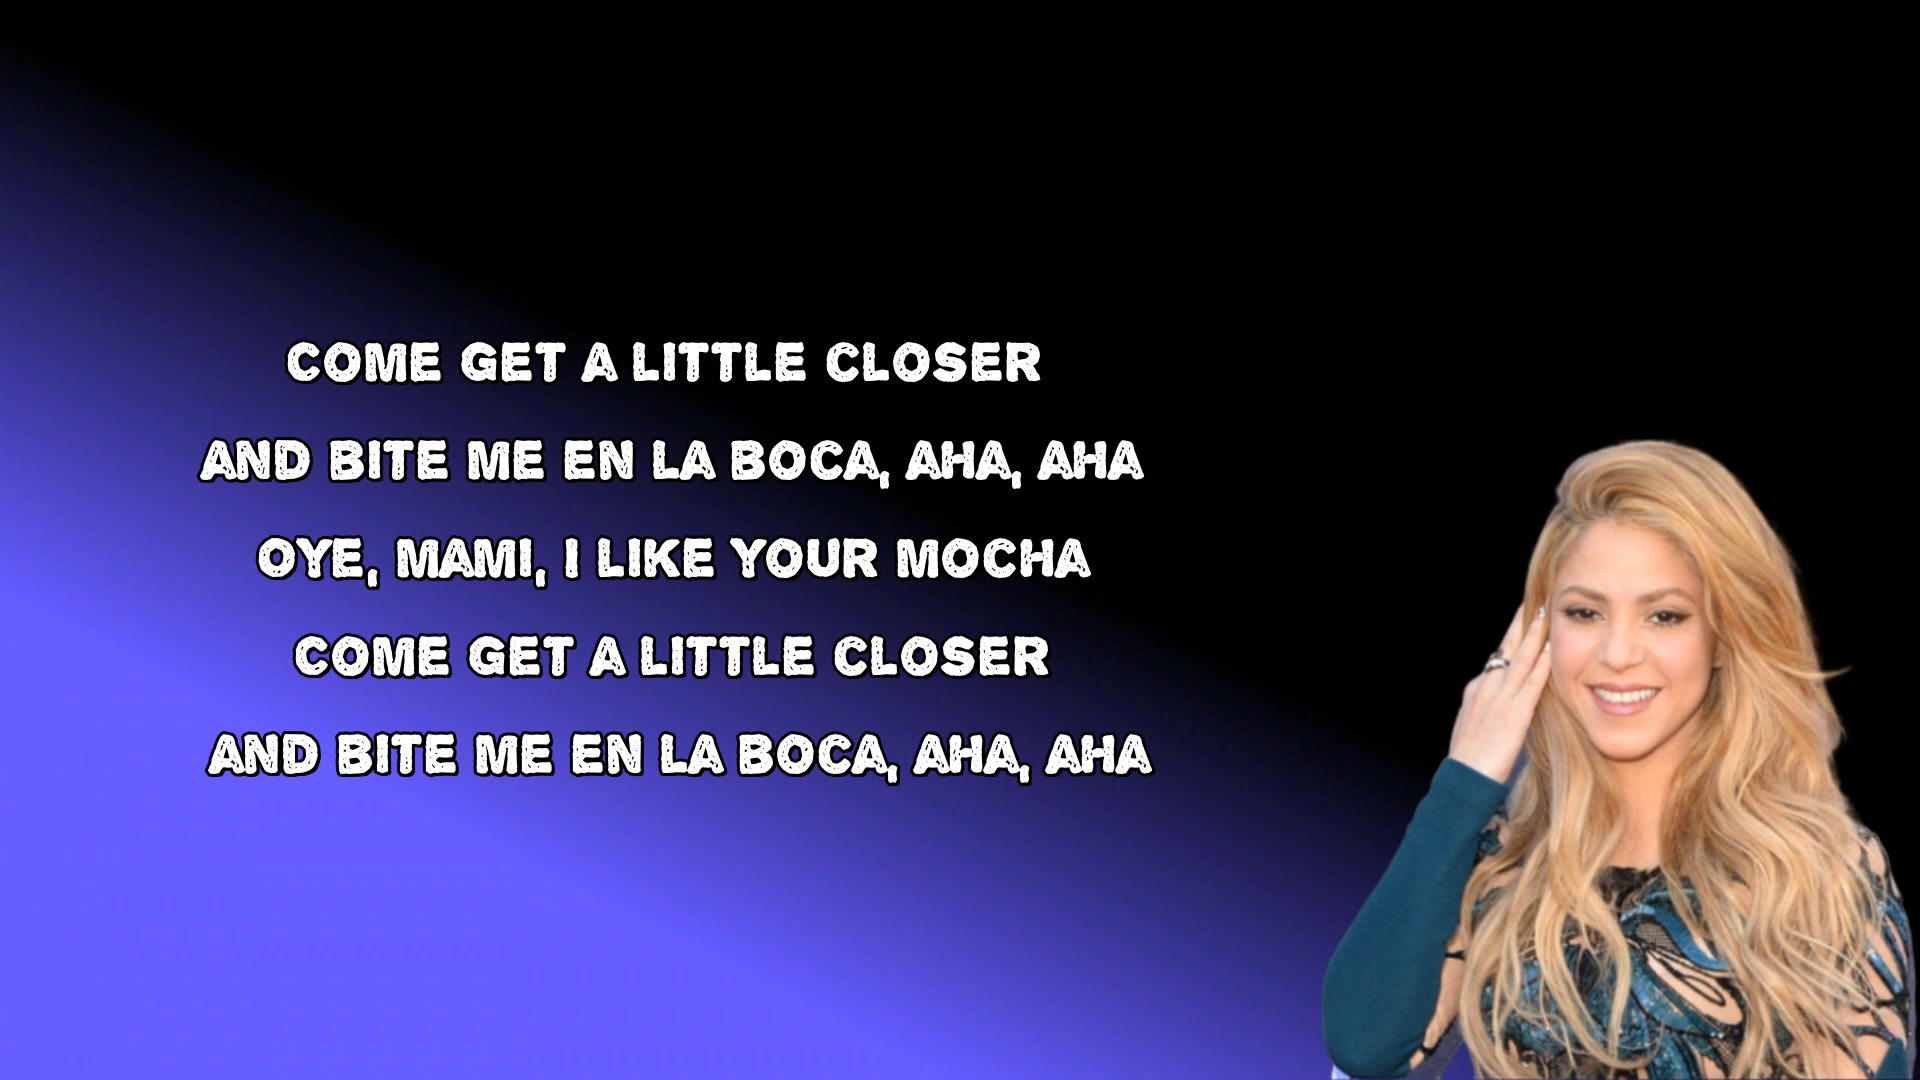 COME GET A LITTLE CLOSER
AND BITE ME EN LA BOCA, AHA, AHA
OYE, MAMI, I LIKE YOUR MOCHA
COME GET A LITTLE CLOSER
AND BITE ME EN LA BOCA, AHA, AHA